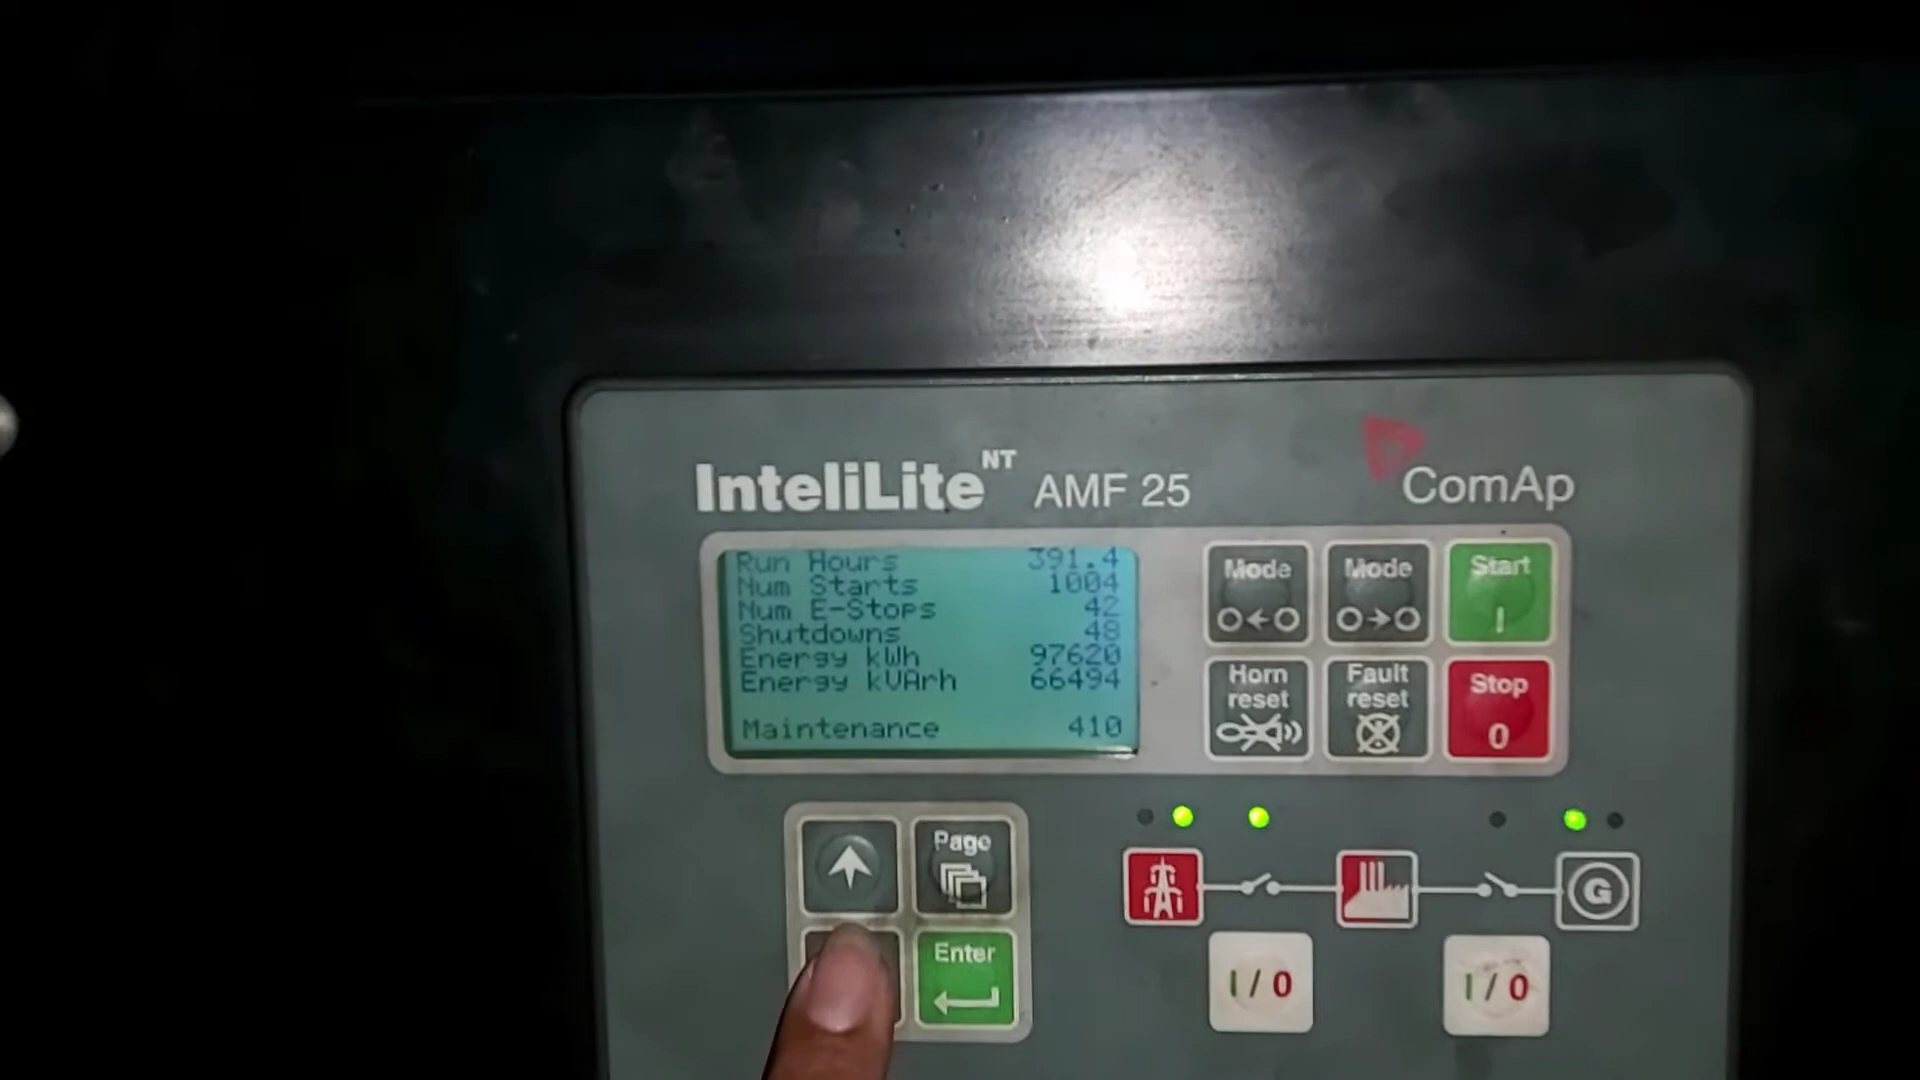 InteliLite NT AMF 25
ComAp
Run Hours 391.4
Num Starts 1004
Num E-Stops 42
Shutdowns 48
Energy kWh 97620
Energy kVArh 66494
Maintenance 410
Mode
Mode
Start
I
Horn reset
Fault reset
Stop
0
Page
Enter
G
I / 0
I / 0